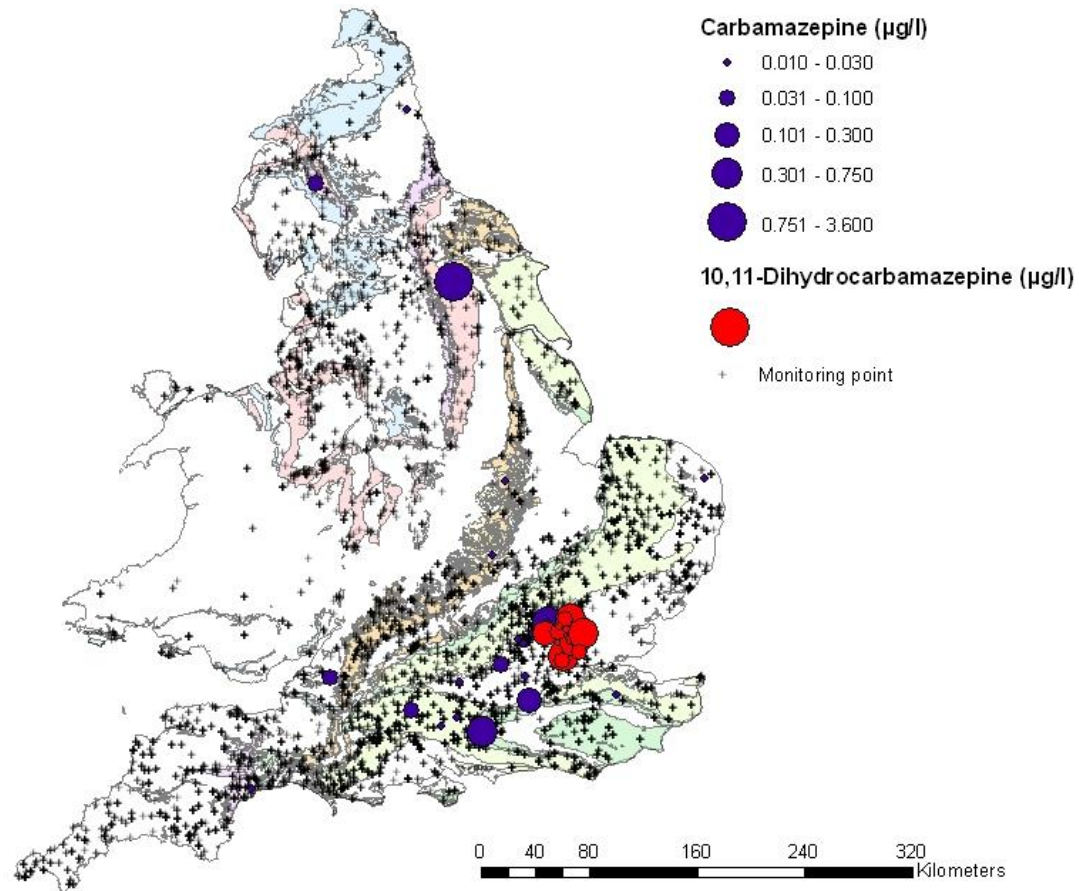 Carbamazepine (µg/l)
0.010 - 0.030
0.031 - 0.100
0.101 - 0.300
0.301 - 0.750
0.751 - 3.600
10,11-Dihydrocarbamazepine (µg/l)
Monitoring point
0 40 80 160 240 320
Kilometers